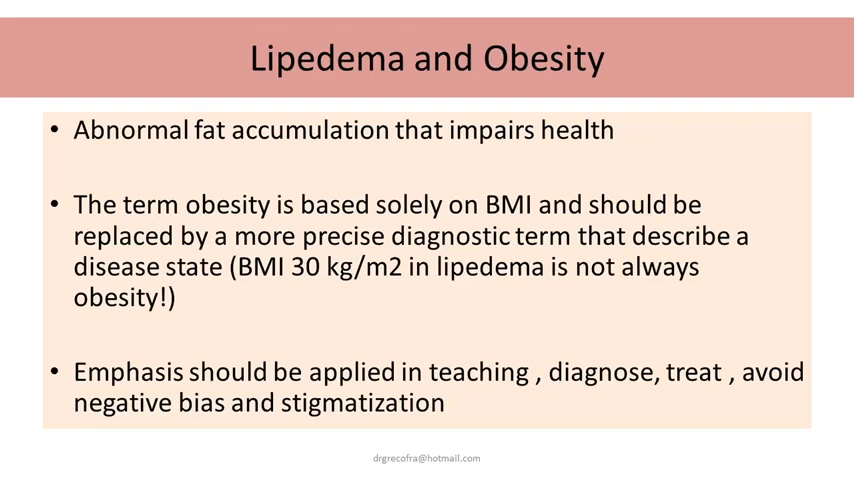 Lipedema and Obesity
• Abnormal fat accumulation that impairs health
• The term obesity is based solely on BMI and should be
replaced by a more precise diagnostic term that describe a
disease state (BMI 30 kg/m2 in lipedema is not always
obesity!)
• Emphasis should be applied in teaching , diagnose, treat , avoid
negative bias and stigmatization
drgrecofra@hotmail.com